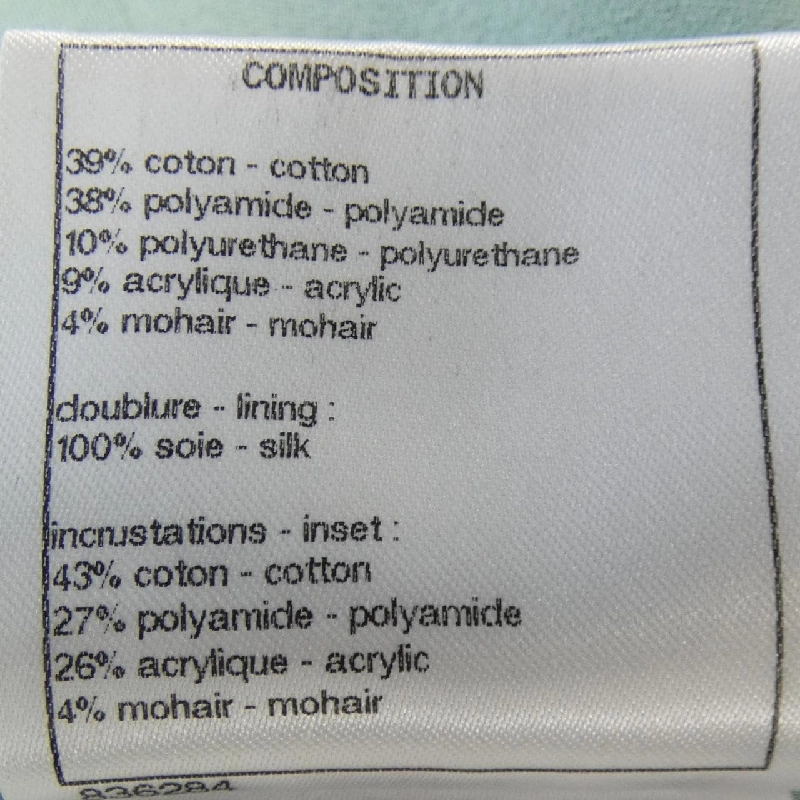 COMPOSITION
39% coton - cotton
38% polyamide - polyamide
10% polyurethane - polyurethane
9% acrylique - acrylic
4% mohair - mohair
doublure - lining :
100% soie - silk
incrustations - inset :
43% coton - cotton
27% polyamide - polyamide
26% acrylique - acrylic
4% mohair - mohair
836284